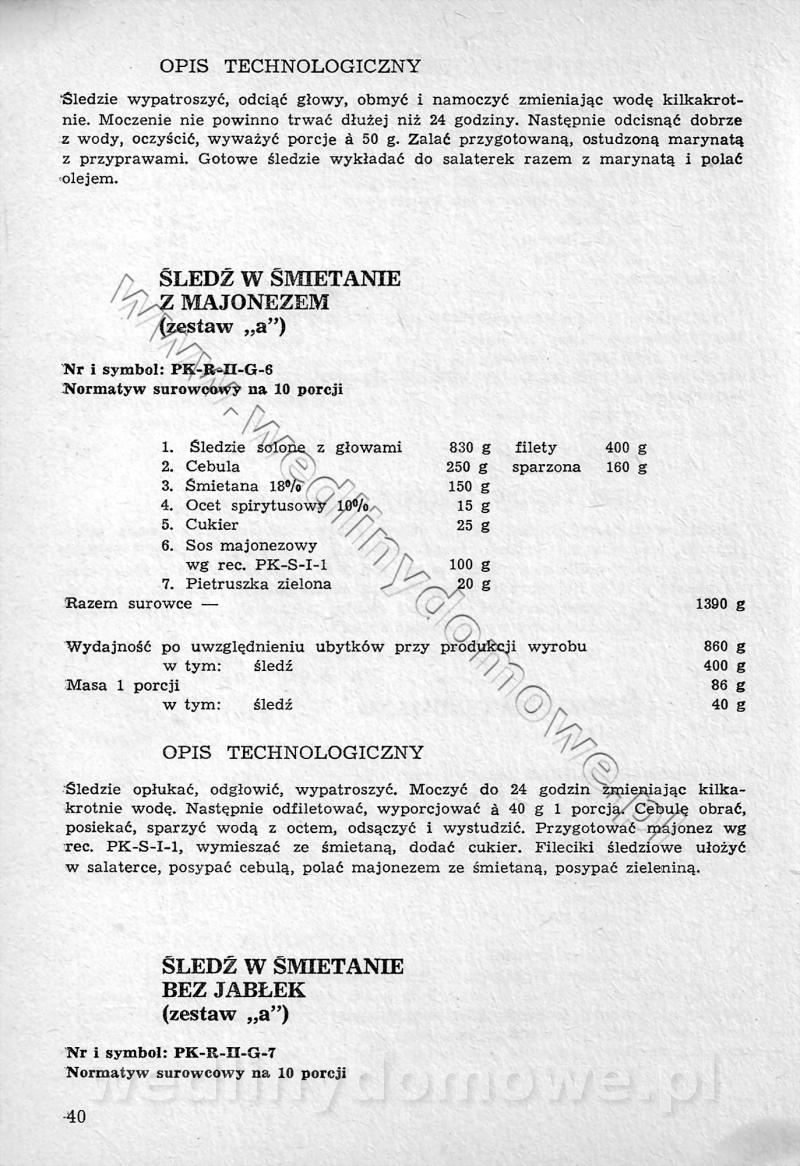 OPIS TECHNOLOGICZNY
Śledzie wypatroszyć, odciąć głowy, obmyć i namoczyć zmieniając wodę kilkakrot-
nie. Moczenie nie powinno trwać dłużej niż 24 godziny. Następnie odcisnąć dobrze
z wody, oczyścić, wyważyć porcje à 50 g. Zalać przygotowaną, ostudzoną marynatą
z przyprawami. Gotowe śledzie wykładać do salaterek razem z marynatą i polać
olejem.
ŚLEDŹ W ŚMIETANIE
Z MAJONEZEM
(zestaw „a”)
Nr i symbol: PK-R-II-G-6
Normatyw surowcowy na 10 porcji
1. Śledzie solone z głowami 830 g filety 400 g
2. Cebula 250 g sparzona 160 g
3. Śmietana 18% 150 g
4. Ocet spirytusowy 10% 15 g
5. Cukier 25 g
6. Sos majonezowy
wg rec. PK-S-I-1 100 g
7. Pietruszka zielona 20 g
Razem surowce — 1390 g
Wydajność po uwzględnieniu ubytków przy produkcji wyrobu 860 g
w tym: śledź 400 g
Masa 1 porcji 86 g
w tym: śledź 40 g
OPIS TECHNOLOGICZNY
Śledzie opłukać, odgłowić, wypatroszyć. Moczyć do 24 godzin zmieniając kilka-
krotnie wodę. Następnie odfiletować, wyporcjować à 40 g 1 porcja. Cebulę obrać,
posiekać, sparzyć wodą z octem, odsączyć i wystudzić. Przygotować majonez wg
rec. PK-S-I-1, wymieszać ze śmietaną, dodać cukier. Fileciki śledziowe ułożyć
w salaterce, posypać cebulą, polać majonezem ze śmietaną, posypać zieleniną.
ŚLEDŹ W ŚMIETANIE
BEZ JABŁEK
(zestaw „a”)
Nr i symbol: PK-R-II-G-7
Normatyw surowcowy na 10 porcji
40
www.wedlinydomowe.pl
wedlinydomowe.pl